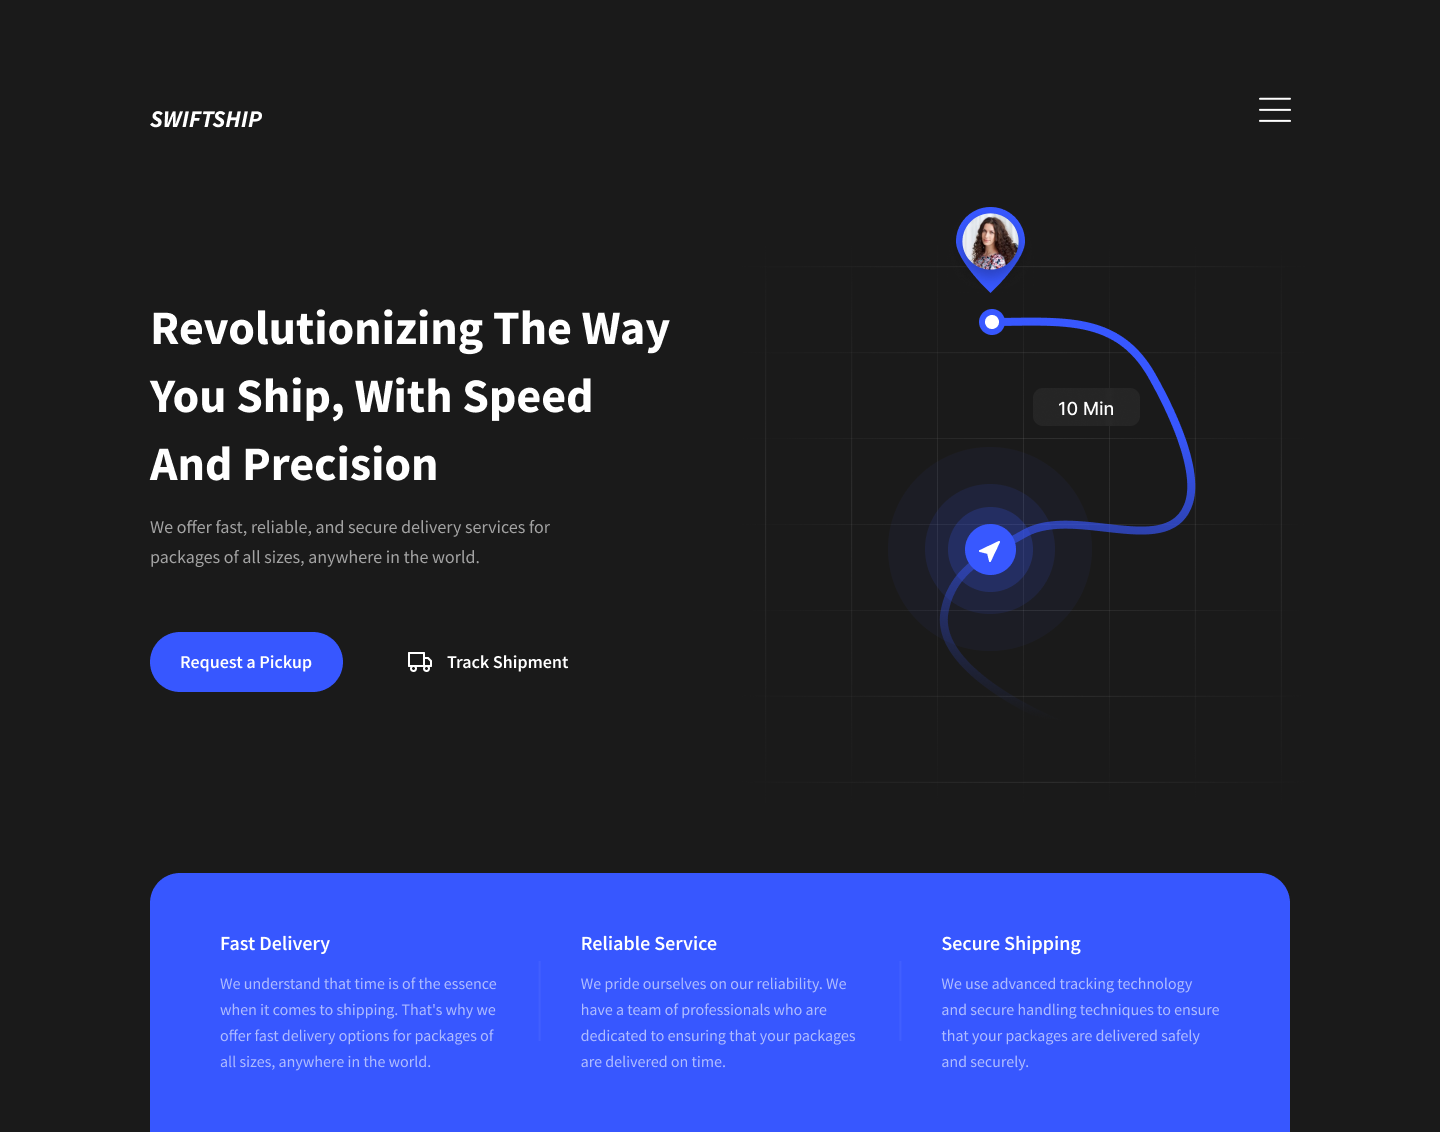 SWIFTSHIP
Revolutionizing The Way
You Ship, With Speed
And Precision
We offer fast, reliable, and secure delivery services for
packages of all sizes, anywhere in the world.
Request a Pickup
Track Shipment
10 Min
Fast Delivery
We understand that time is of the essence
when it comes to shipping. That's why we
offer fast delivery options for packages of
all sizes, anywhere in the world.
Reliable Service
We pride ourselves on our reliability. We
have a team of professionals who are
dedicated to ensuring that your packages
are delivered on time.
Secure Shipping
We use advanced tracking technology
and secure handling techniques to ensure
that your packages are delivered safely
and securely.